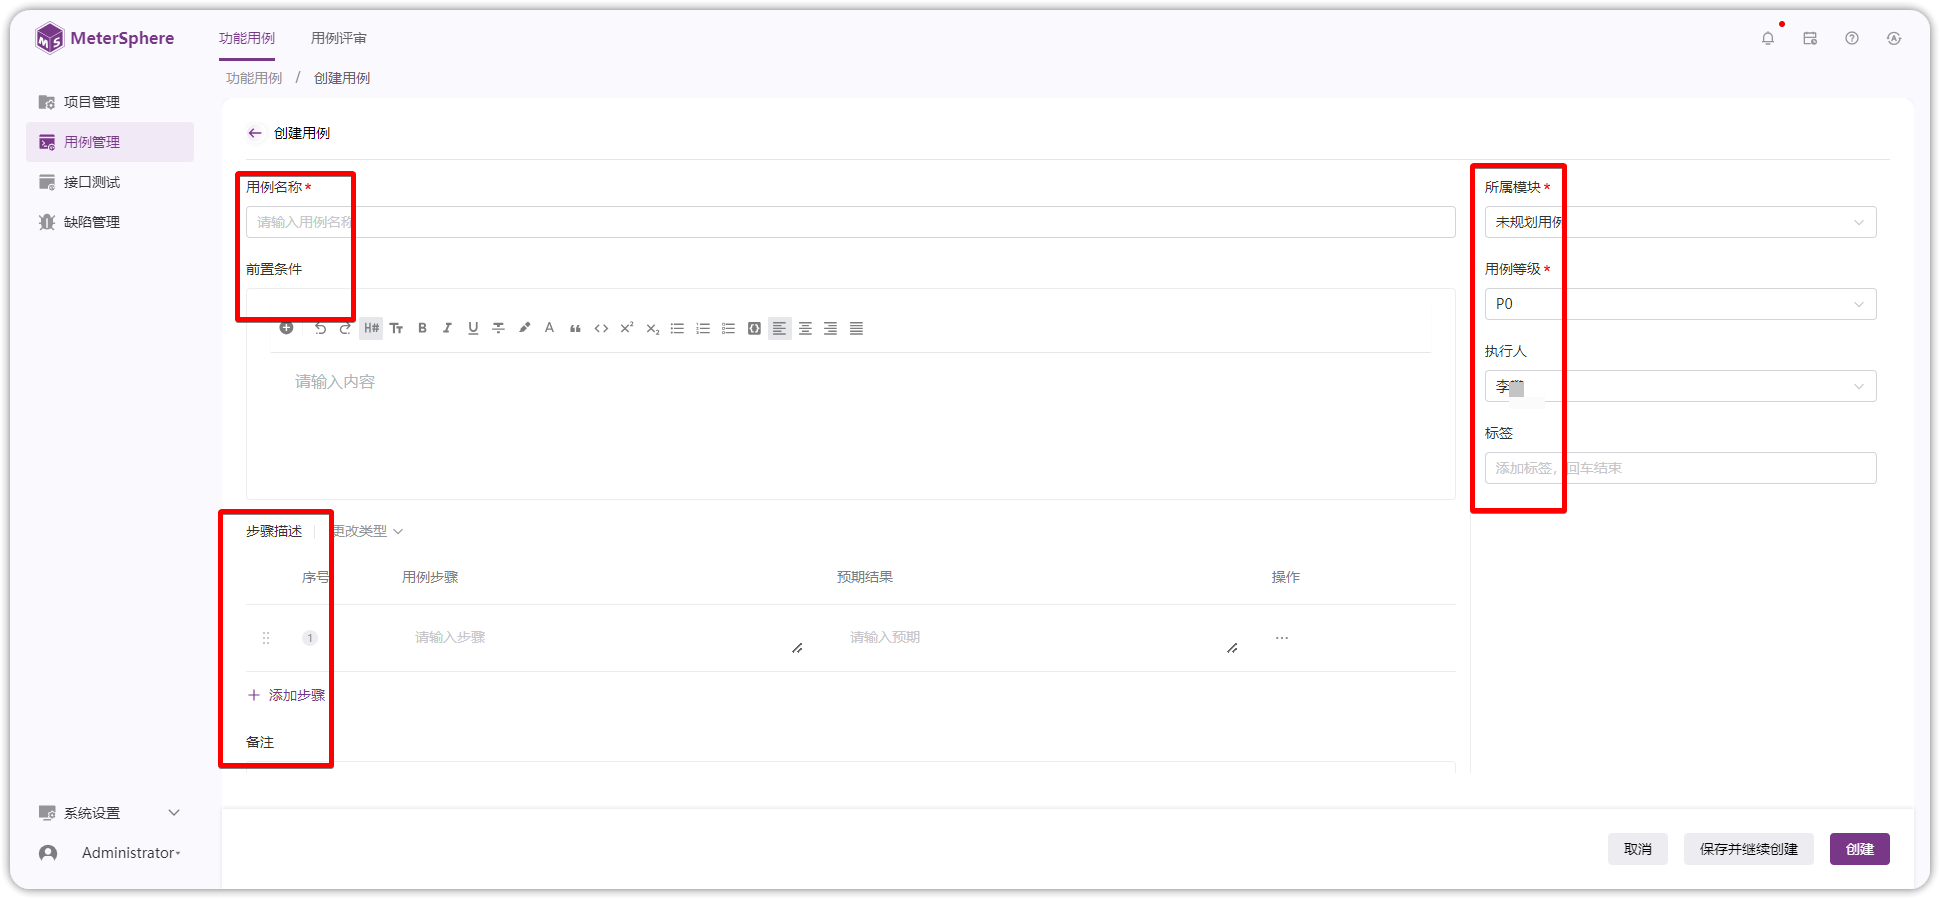 MeterSphere
功能用例 用例评审
功能用例 / 创建用例
项目管理
用例管理
接口测试
缺陷管理
系统设置
Administrator
创建用例
用例名称*
请输入用例名称
前置条件
H# Tт B I U A
请输入内容
步骤描述 更改类型
序号 用例步骤 预期结果 操作
1 请输入步骤 请输入预期 ...
+ 添加步骤
备注
所属模块*
未规划用例
用例等级*
P0
执行人
李
标签
添加标签，回车结束
取消 保存并继续创建 创建